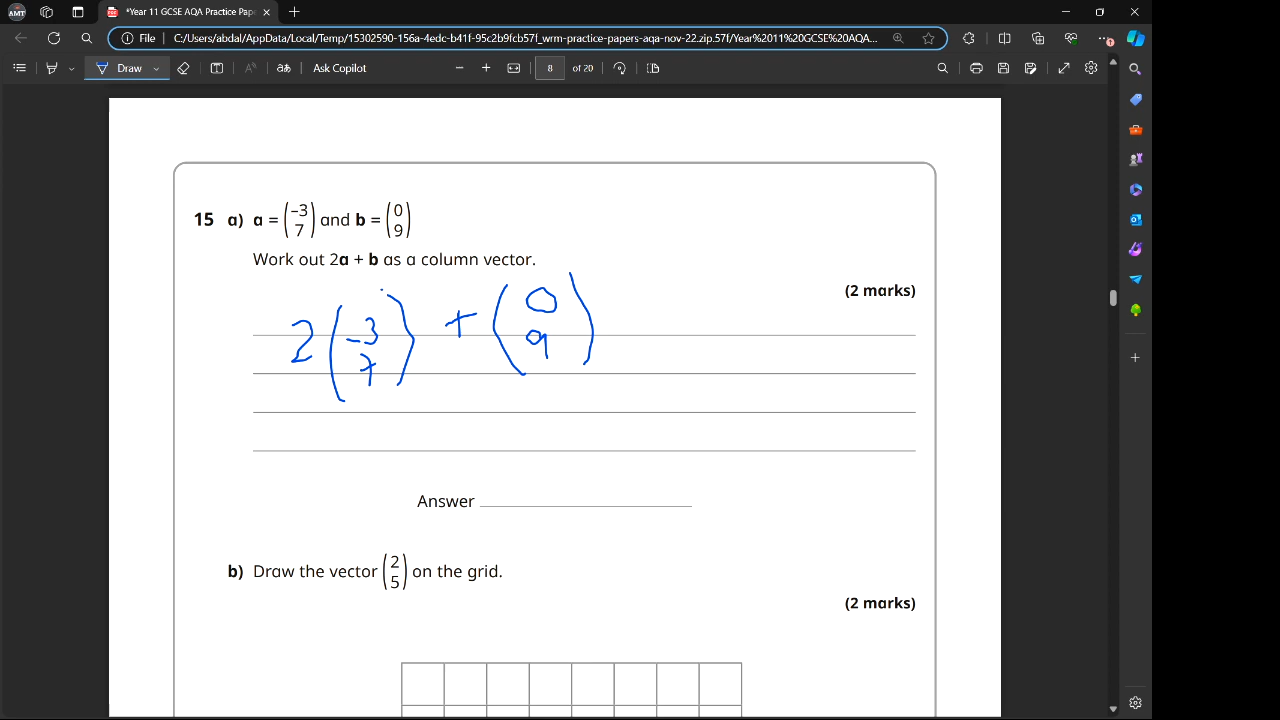 AMT
*Year 11 GCSE AQA Practice Pape
File
C:/Users/abdal/AppData/Local/Temp/15302590-156a-4edc-b41f-95c2b9fcb57f_wrm-practice-papers-aqa-nov-22.zip.57f/Year%2011%20GCSE%20AQA...
Draw
Ask Copilot
8
of 20
15 a) a = (-3 7) and b = (0 9)
Work out 2a + b as a column vector.
(2 marks)
2 (-3 7) + (0 9)
Answer
b) Draw the vector (2 5) on the grid.
(2 marks)